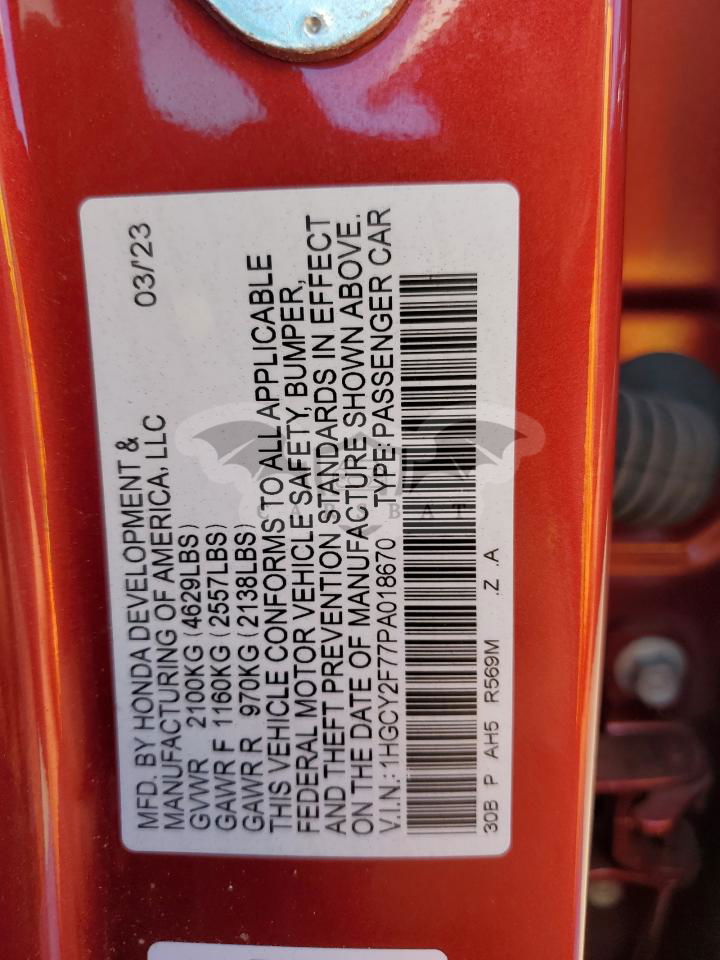 MFD. BY HONDA DEVELOPMENT &
MANUFACTURING OF AMERICA, LLC 03/'23
GVWR 2100KG (4629LBS)
GAWR F 1160KG (2557LBS)
GAWR R 970KG (2138LBS)
THIS VEHICLE CONFORMS TO ALL APPLICABLE
FEDERAL MOTOR VEHICLE SAFETY, BUMPER,
AND THEFT PREVENTION STANDARDS IN EFFECT
ON THE DATE OF MANUFACTURE SHOWN ABOVE.
V.I.N.: 1HGCY2F77PA018670 TYPE: PASSENGER CAR
30B P AH5 R569M .Z .A
CARSBAT